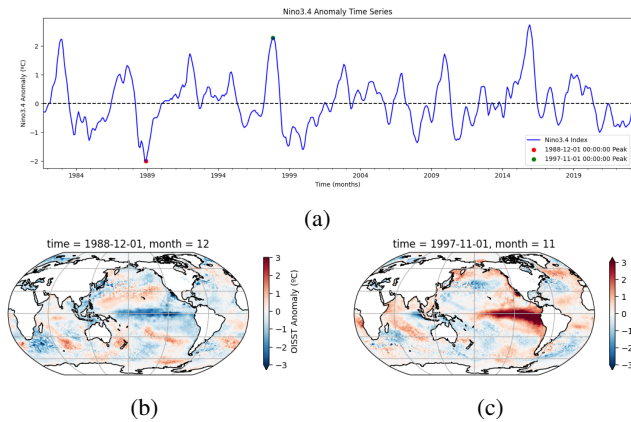 Nino3.4 Anomaly Time Series
Nino3.4 Anomaly (ºC)
2
1
0
−1
−2
1984
1989
1994
1999
2004
2009
2014
2019
Time (months)
Nino3.4 Index
1988-12-01 00:00:00 Peak
1997-11-01 00:00:00 Peak
(a)
time = 1988-12-01, month = 12
3
2
1
0
−1
−2
−3
OISST Anomaly (ºC)
(b)
time = 1997-11-01, month = 11
3
2
1
0
−1
−2
−3
(c)